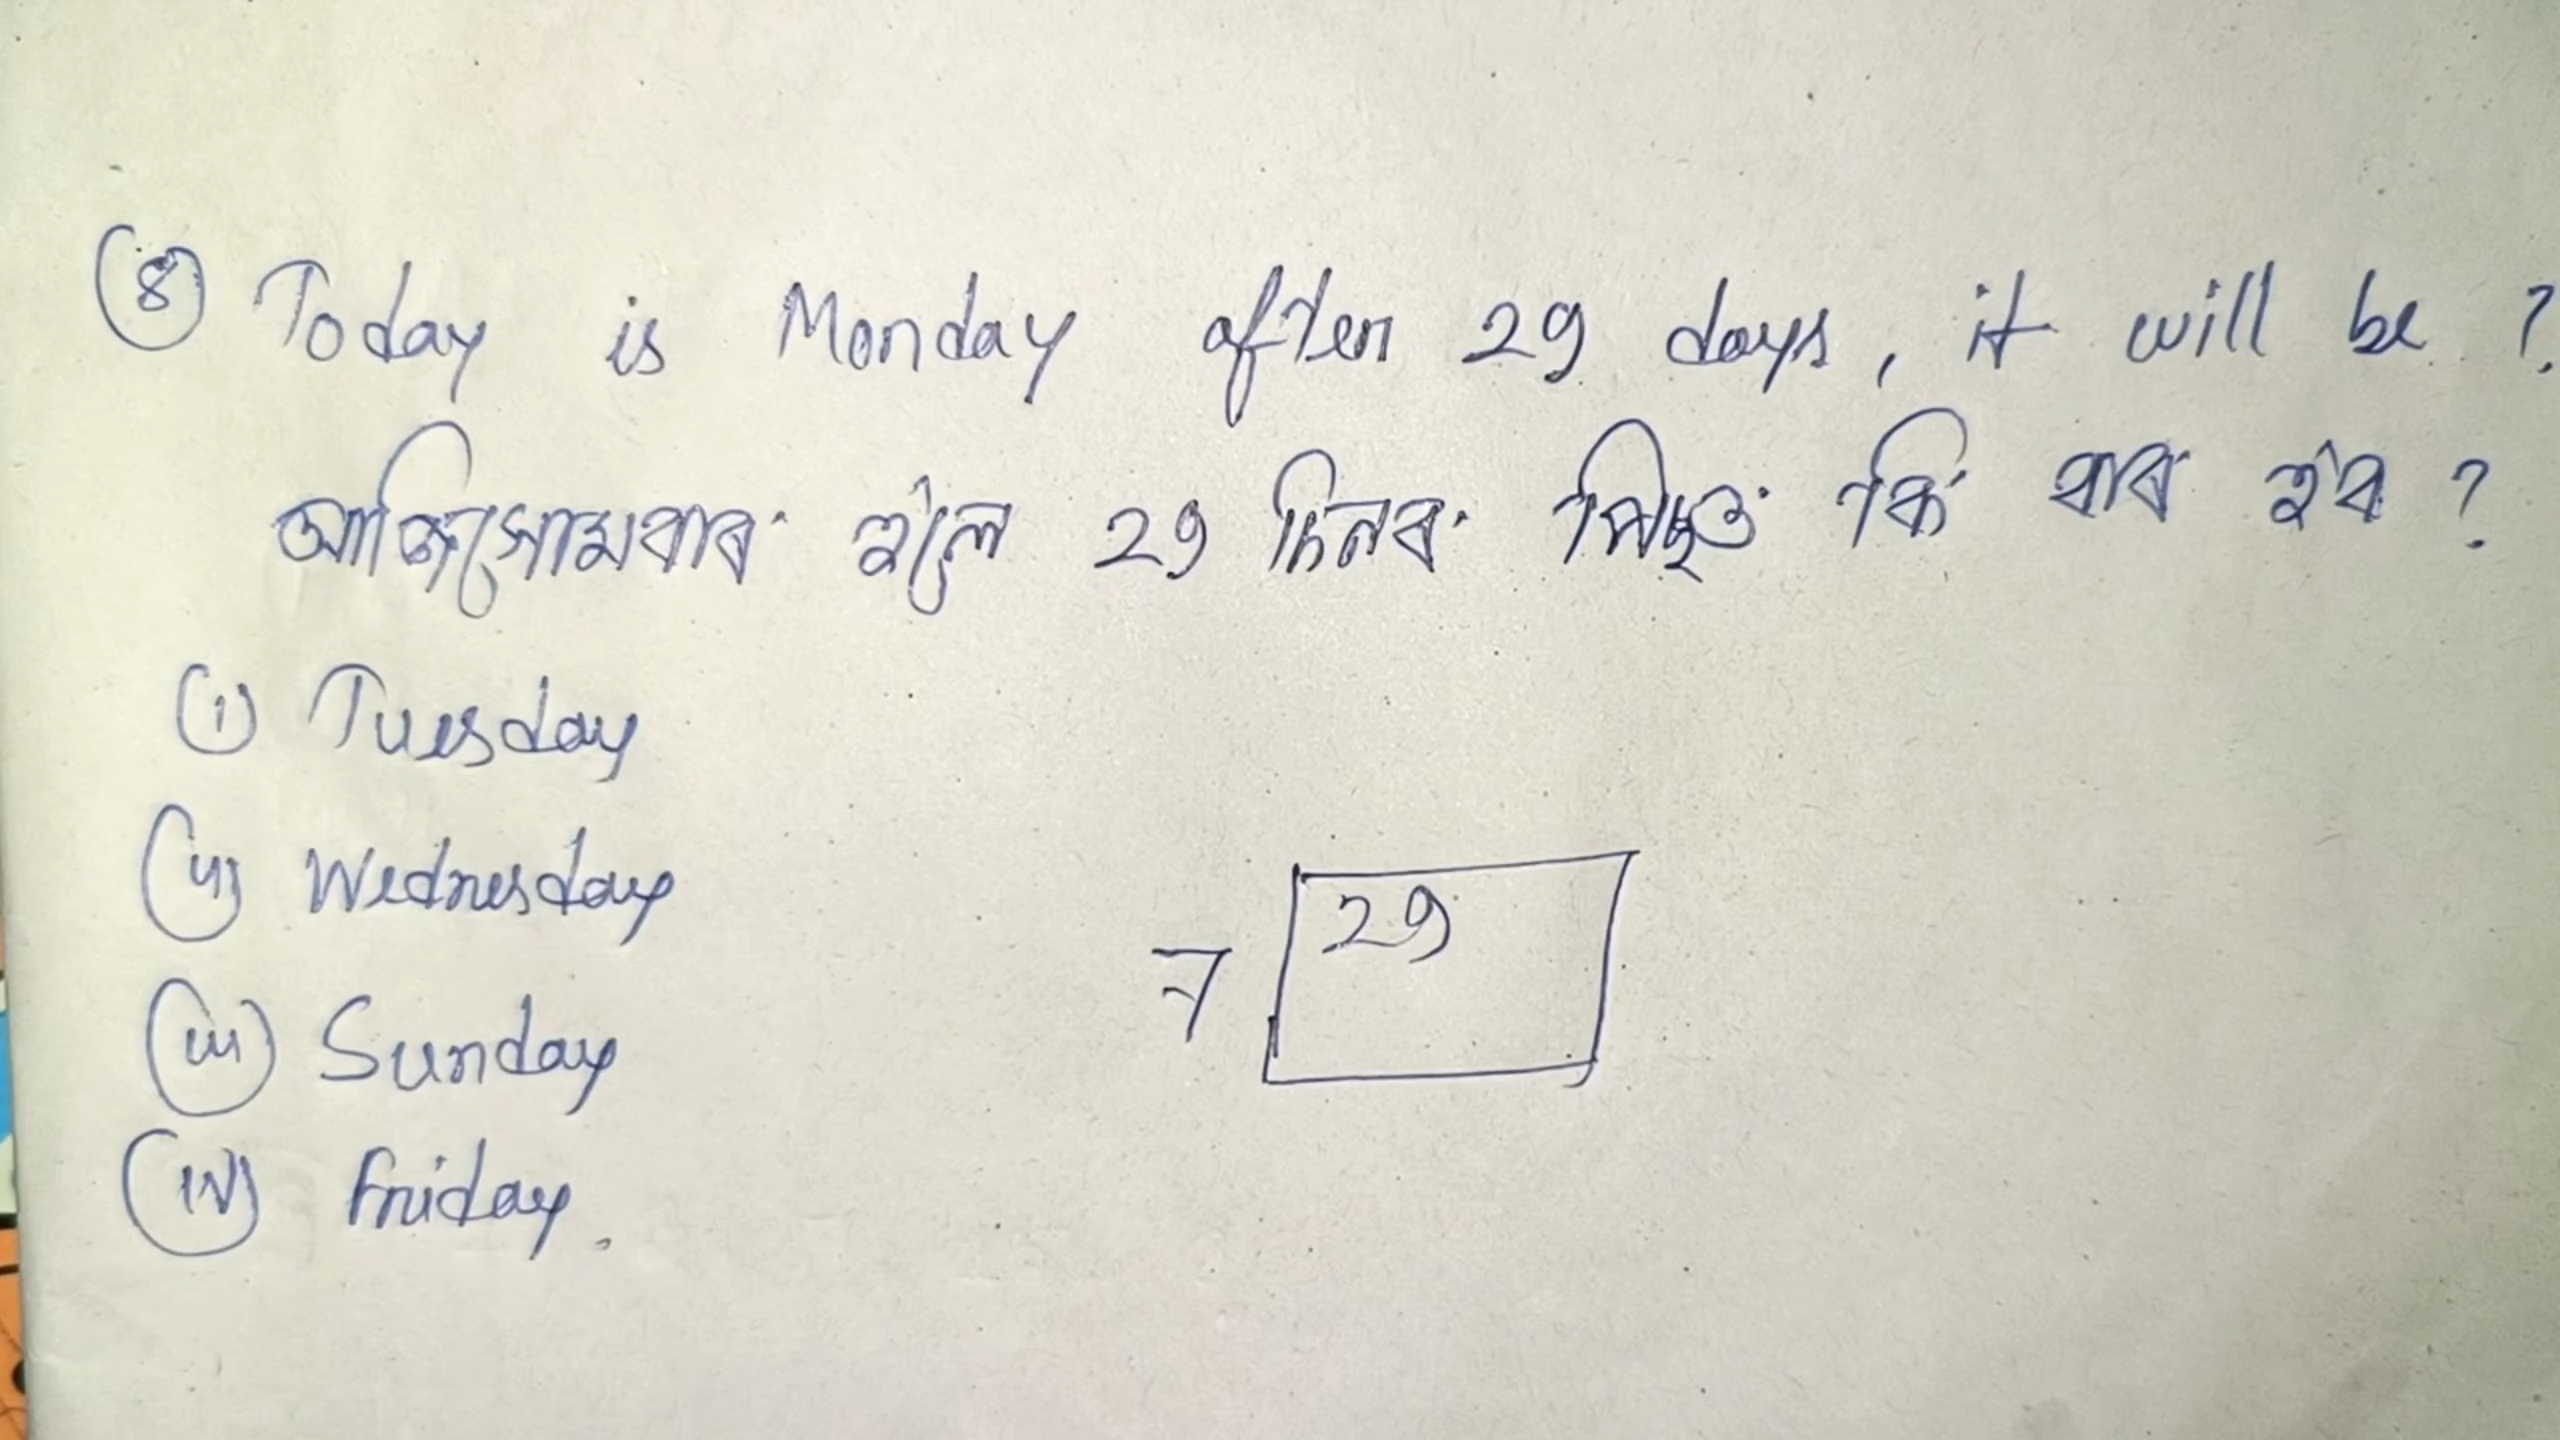 (8) Today is Monday after 29 days, it will be ?
আজি সোমবাৰ হ'লে 29 দিনৰ পিছত কি বাৰ হ'ব ?
(i) Tuesday
(ii) Wednesday
(iii) Sunday
(iv) Friday.
7 29